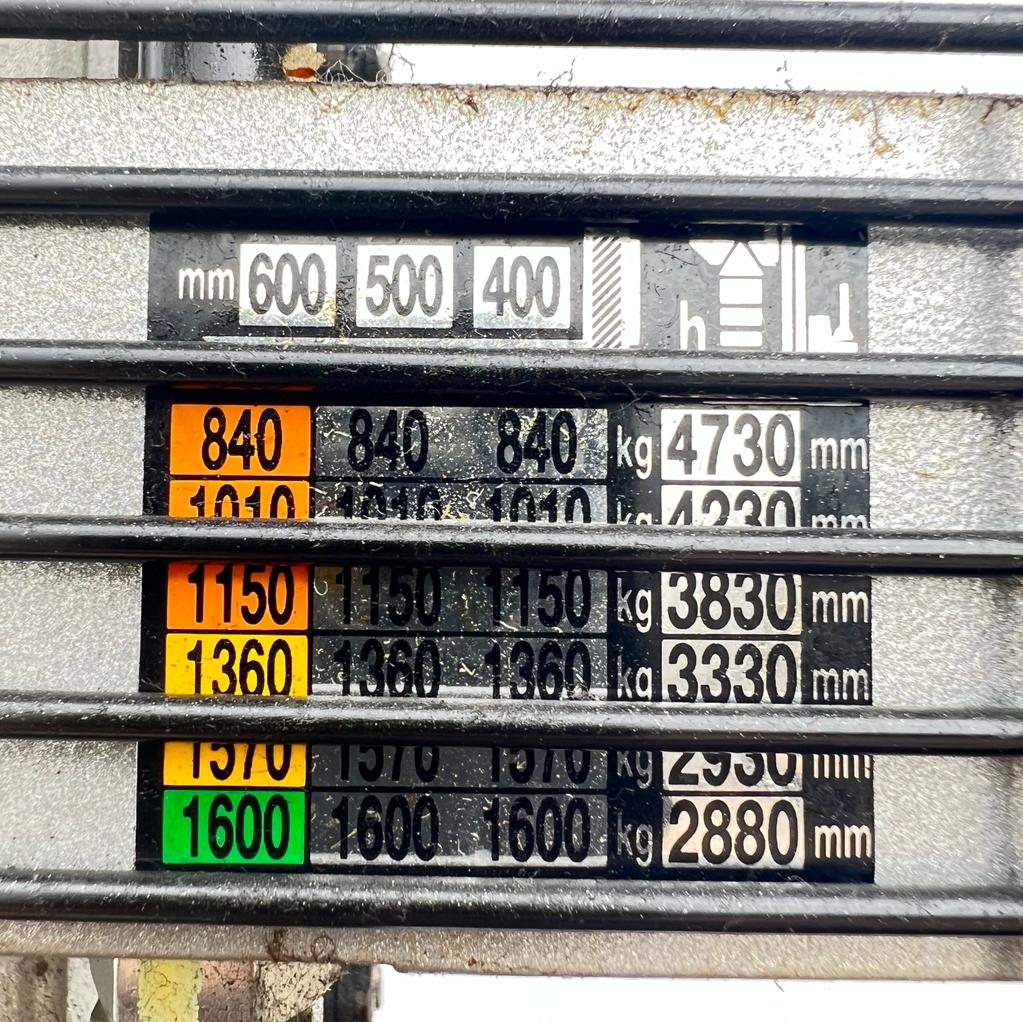 mm 600 500 400 h
840 840 840 kg 4730 mm
1010 1010 1010 kg 4230 mm
1150 1150 1150 kg 3830 mm
1360 1360 1360 kg 3330 mm
1570 1570 1570 kg 2930 mm
1600 1600 1600 kg 2880 mm